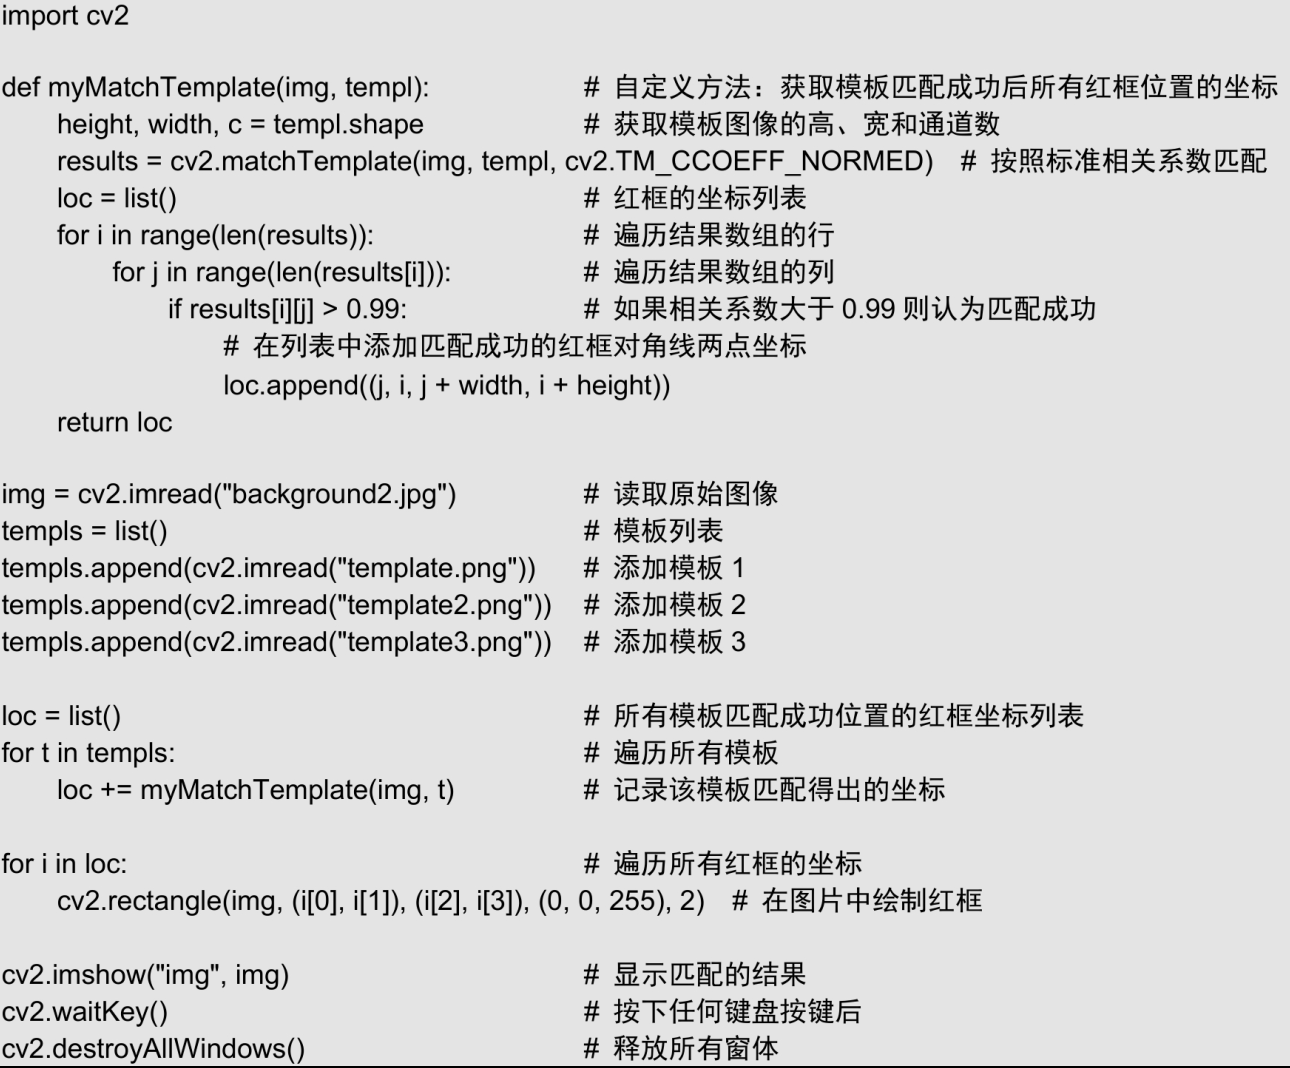 import cv2
def myMatchTemplate(img, templ): # 自定义方法：获取模板匹配成功后所有红框位置的坐标
height, width, c = templ.shape # 获取模板图像的高、宽和通道数
results = cv2.matchTemplate(img, templ, cv2.TM_CCOEFF_NORMED) # 按照标准相关系数匹配
loc = list() # 红框的坐标列表
for i in range(len(results)): # 遍历结果数组的行
for j in range(len(results[i])): # 遍历结果数组的列
if results[i][j] > 0.99: # 如果相关系数大于 0.99 则认为匹配成功
# 在列表中添加匹配成功的红框对角线两点坐标
loc.append((j, i, j + width, i + height))
return loc
img = cv2.imread("background2.jpg") # 读取原始图像
templs = list() # 模板列表
templs.append(cv2.imread("template.png")) # 添加模板 1
templs.append(cv2.imread("template2.png")) # 添加模板 2
templs.append(cv2.imread("template3.png")) # 添加模板 3
loc = list() # 所有模板匹配成功位置的红框坐标列表
for t in templs: # 遍历所有模板
loc += myMatchTemplate(img, t) # 记录该模板匹配得出的坐标
for i in loc: # 遍历所有红框的坐标
cv2.rectangle(img, (i[0], i[1]), (i[2], i[3]), (0, 0, 255), 2) # 在图片中绘制红框
cv2.imshow("img", img) # 显示匹配的结果
cv2.waitKey() # 按下任何键盘按键后
cv2.destroyAllWindows() # 释放所有窗体